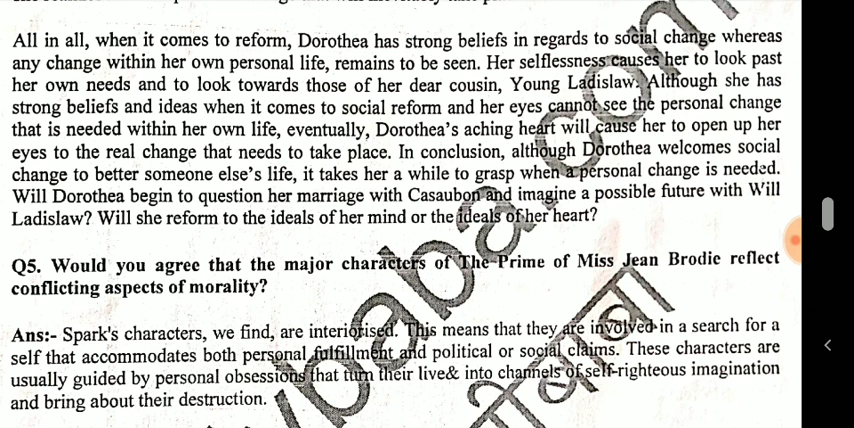 All in all, when it comes to reform, Dorothea has strong beliefs in regards to social change whereas
any change within her own personal life, remains to be seen. Her selflessness causes her to look past
her own needs and to look towards those of her dear cousin, Young Ladislaw. Although she has
strong beliefs and ideas when it comes to social reform and her eyes cannot see the personal change
that is needed within her own life, eventually, Dorothea's aching heart will cause her to open up her
eyes to the real change that needs to take place. In conclusion, although Dorothea welcomes social
change to better someone else's life, it takes her a while to grasp when a personal change is needed.
Will Dorothea begin to question her marriage with Casaubon and imagine a possible future with Will
Ladislaw? Will she reform to the ideals of her mind or the ideals of her heart?
Q5. Would you agree that the major characters of The Prime of Miss Jean Brodie reflect
conflicting aspects of morality?
Ans:- Spark's characters, we find, are interiorised. This means that they are involved in a search for a
self that accommodates both personal fulfillment and political or social claims. These characters are
usually guided by personal obsessions that turn their live& into channels of self-righteous imagination
and bring about their destruction.
baba.com